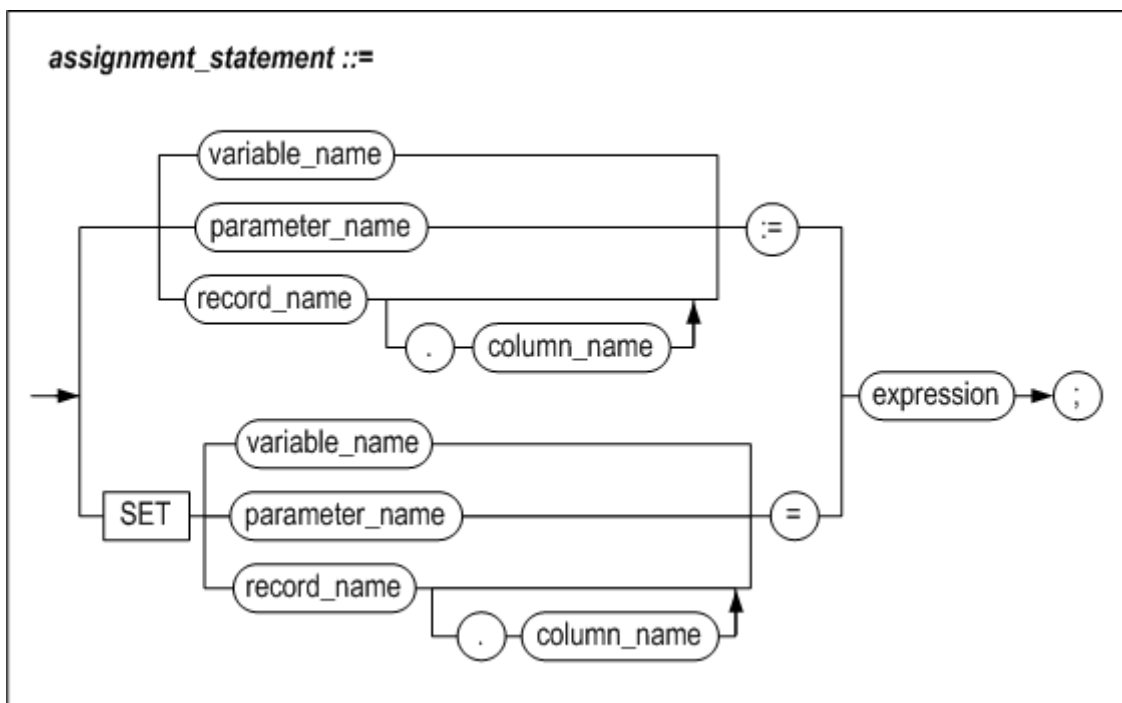 assignment_statement ::=
variable_name
parameter_name
:=
record_name
. column_name
expression ;
variable_name
SET parameter_name =
record_name
. column_name